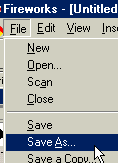 Fireworks - [Untitled
File Edit View Inse
New
Open...
Scan
Close
Save
Save As...
Save a Copy...